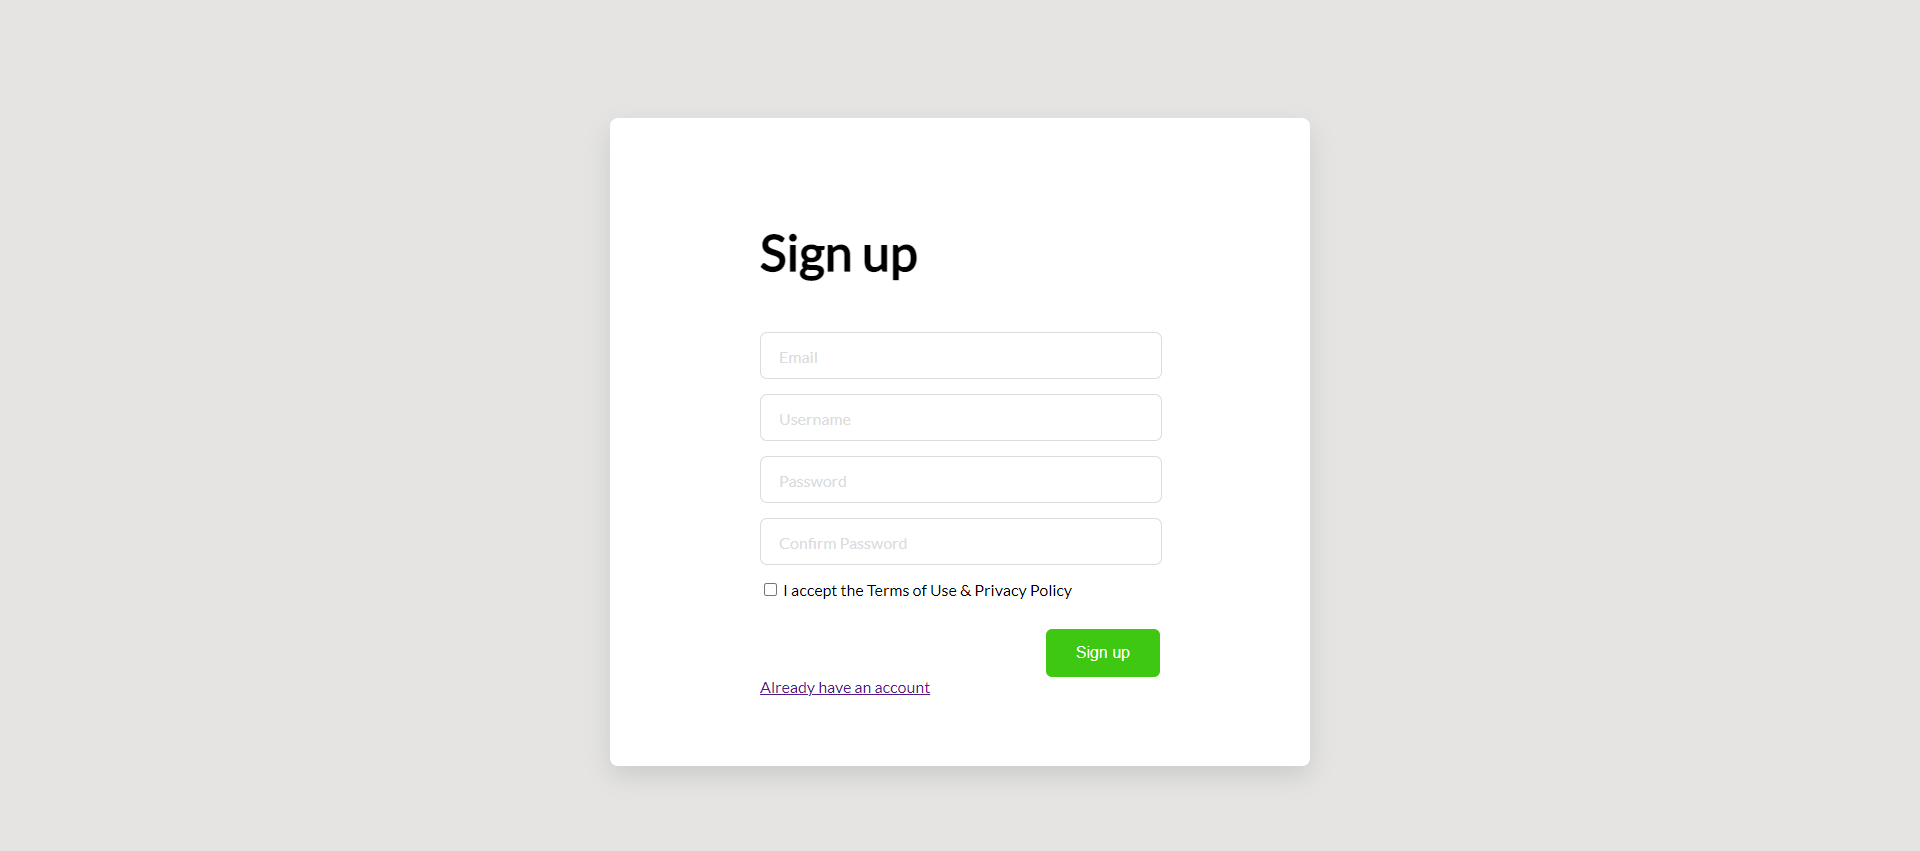 Sign up
Email
Username
Password
Confirm Password
I accept the Terms of Use & Privacy Policy
Sign up
Already have an account